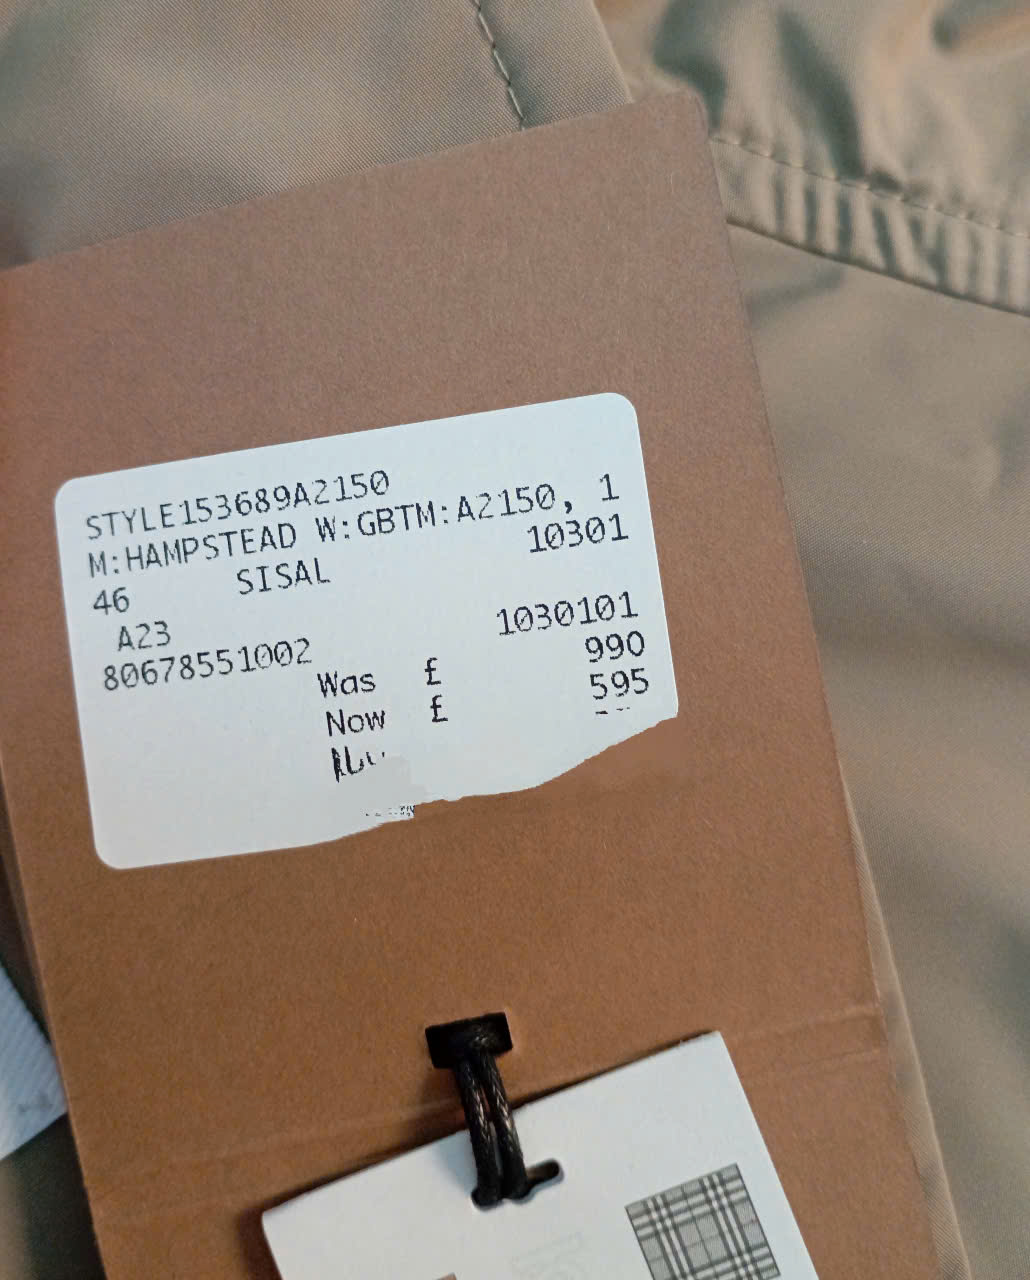 STYLE153689A2150
M:HAMPSTEAD W:GBTM:A2150, 1
46 SISAL 10301
A23
80678551002 1030101
Was £ 990
Now £ 595